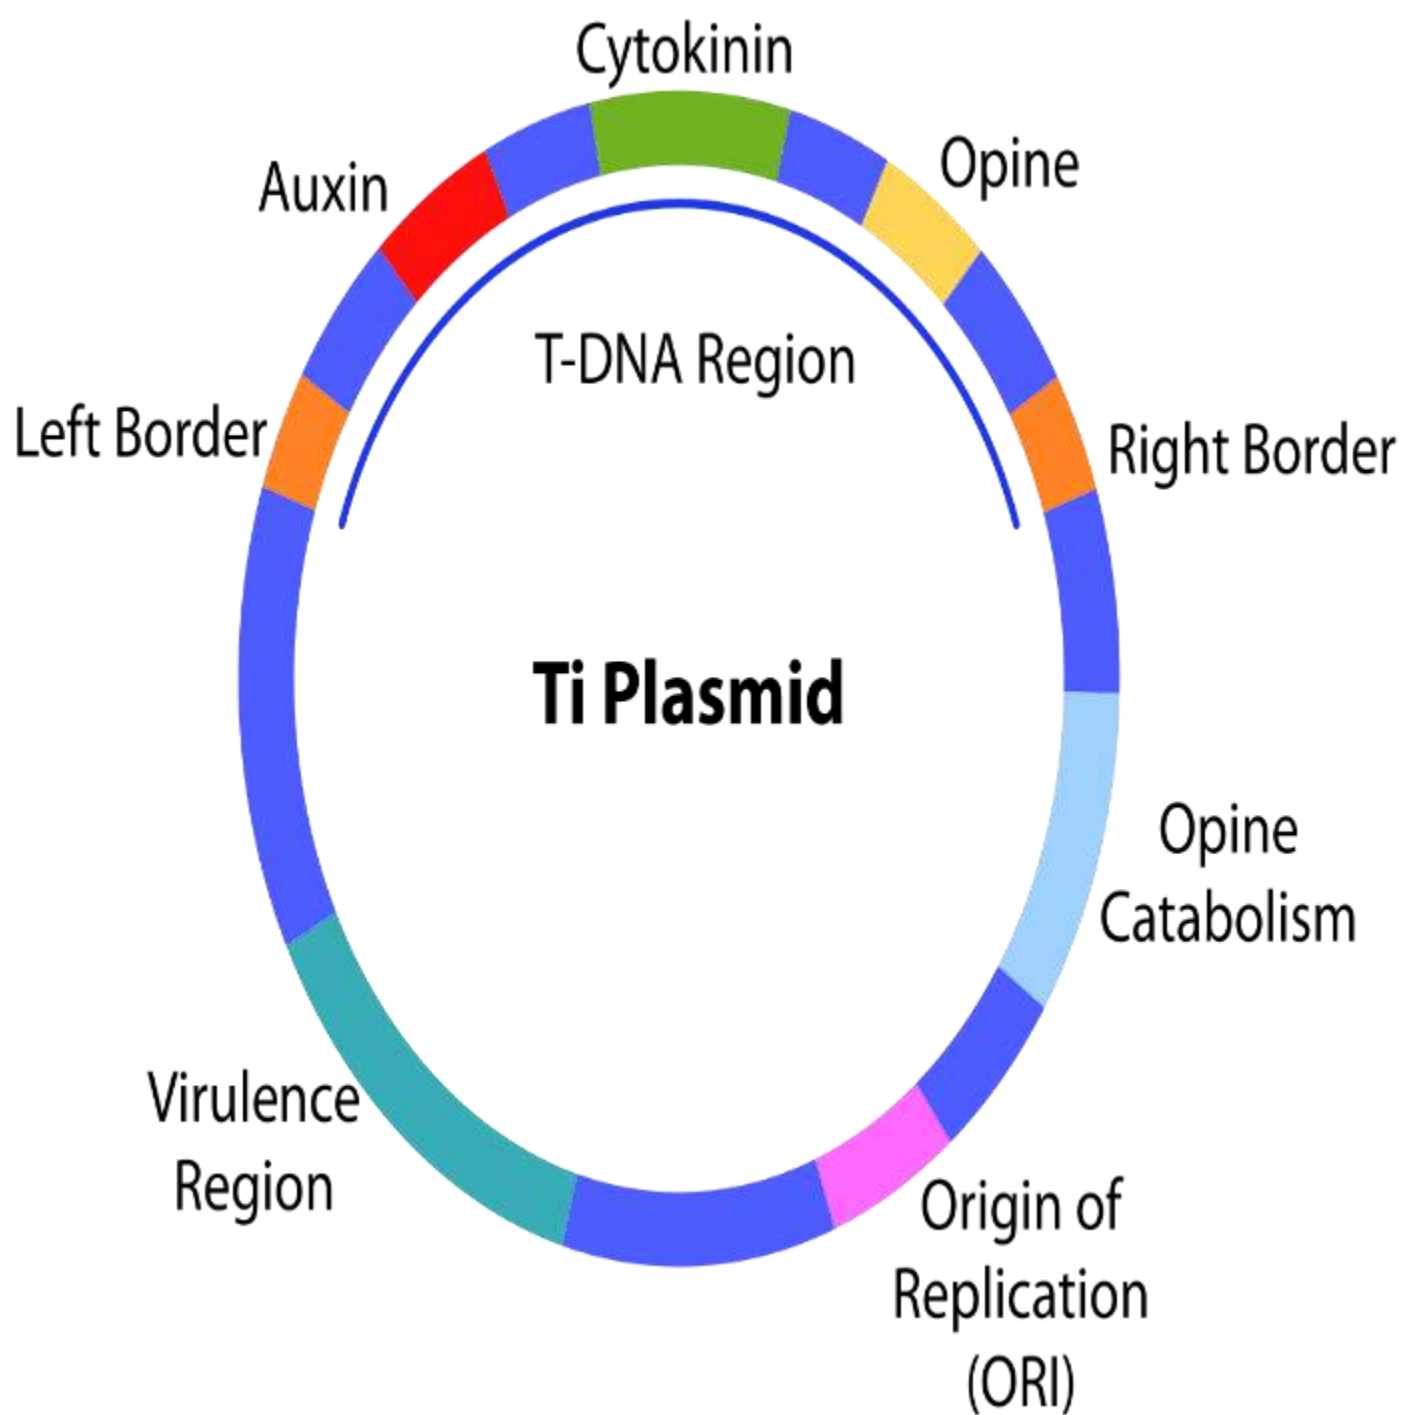 Cytokinin
Auxin
Opine
T-DNA Region
Left Border
Right Border
Ti Plasmid
Opine
Catabolism
Virulence
Region
Origin of
Replication
(ORI)